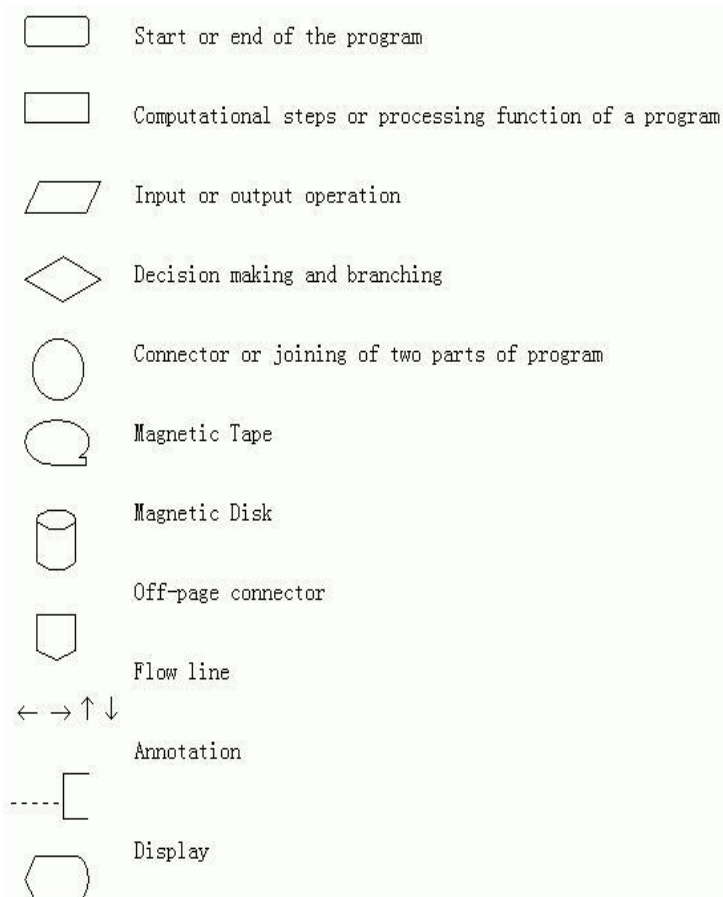 Start or end of the program
Computational steps or processing function of a program
Input or output operation
Decision making and branching
Connector or joining of two parts of program
Magnetic Tape
Magnetic Disk
Off-page connector
Flow line
Annotation
Display